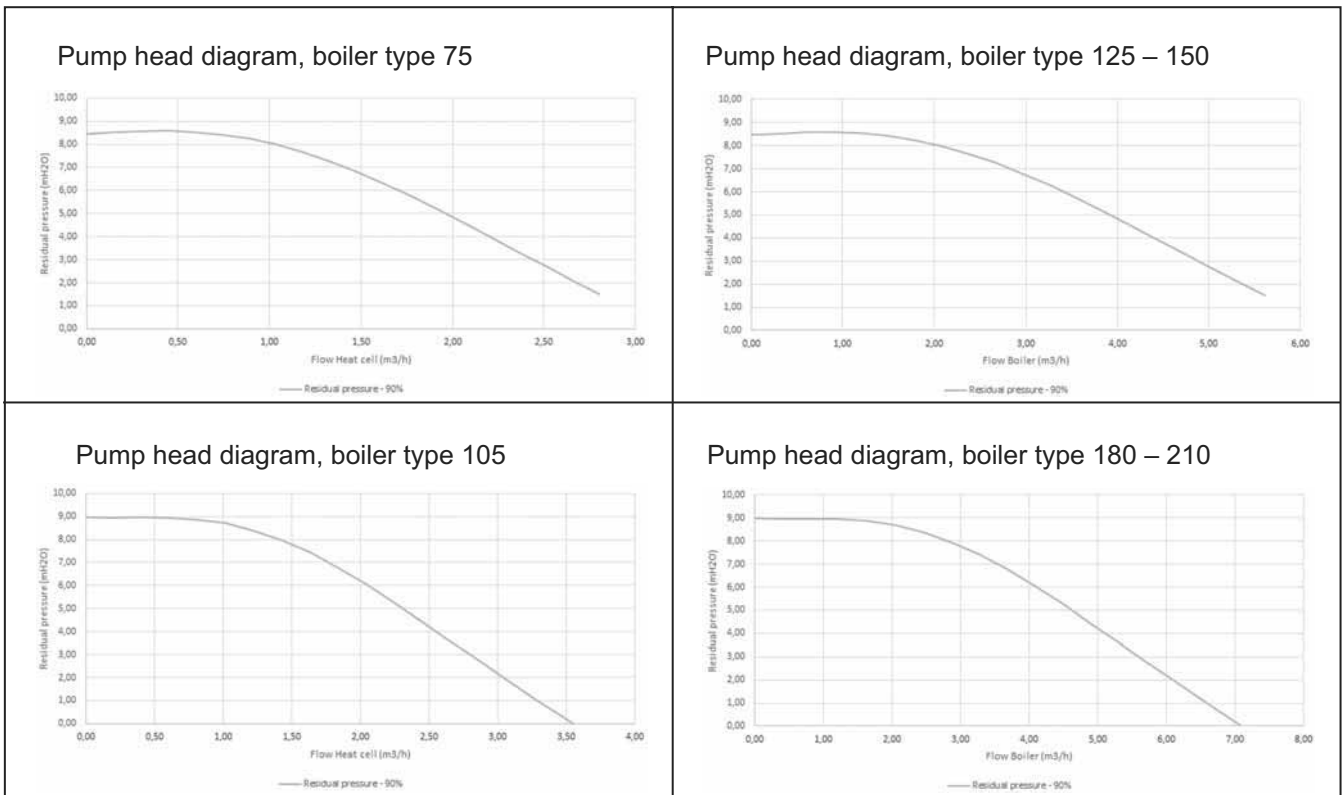 Pump head diagram, boiler type 75
10,00
9,00
8,00
7,00
6,00
5,00
4,00
3,00
2,00
1,00
0,00
Residual pressure (mH2O)
0,00 0,50 1,00 1,50 2,00 2,50 3,00
Flow Heat cell (m3/h)
Residual pressure - 90%
Pump head diagram, boiler type 125 – 150
10,00
9,00
8,00
7,00
6,00
5,00
4,00
3,00
2,00
1,00
0,00
Residual pressure (mH2O)
0,00 1,00 2,00 3,00 4,00 5,00 6,00
Flow Boiler (m3/h)
Residual pressure - 90%
Pump head diagram, boiler type 105
10,00
9,00
8,00
7,00
6,00
5,00
4,00
3,00
2,00
1,00
0,00
Residual pressure (mH2O)
0,00 0,50 1,00 1,50 2,00 2,50 3,00 3,50 4,00
Flow Heat cell (m3/h)
Residual pressure - 90%
Pump head diagram, boiler type 180 – 210
10,00
9,00
8,00
7,00
6,00
5,00
4,00
3,00
2,00
1,00
0,00
Residual pressure (mH2O)
0,00 1,00 2,00 3,00 4,00 5,00 6,00 7,00 8,00
Flow Boiler (m3/h)
Residual pressure - 90%